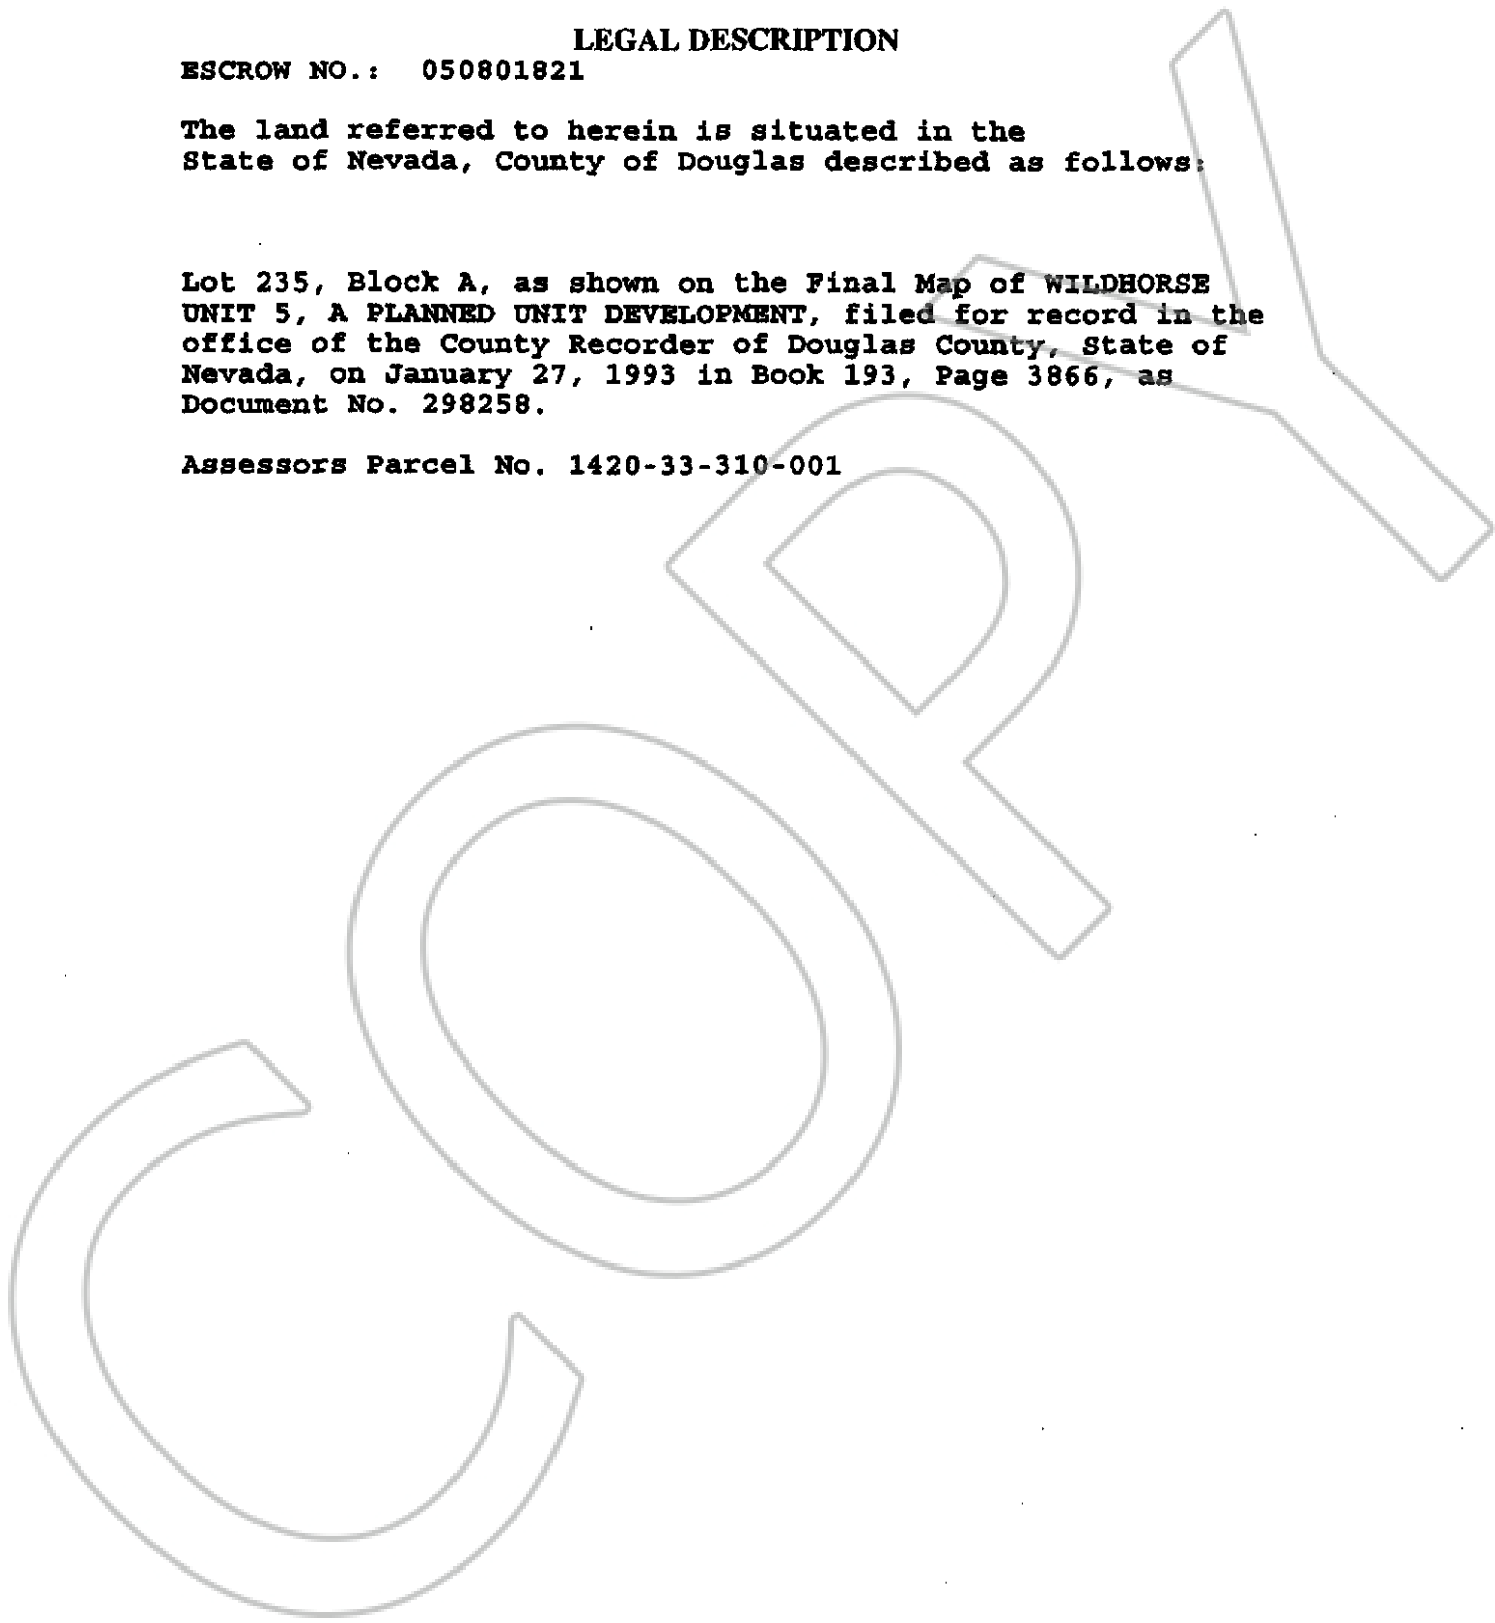 LEGAL DESCRIPTION
ESCROW NO.: 050801821
The land referred to herein is situated in the
State of Nevada, County of Douglas described as follows:
Lot 235, Block A, as shown on the Final Map of WILDHORSE
UNIT 5, A PLANNED UNIT DEVELOPMENT, filed for record in the
office of the County Recorder of Douglas County, State of
Nevada, on January 27, 1993 in Book 193, Page 3866, as
Document No. 298258.
Assessors Parcel No. 1420-33-310-001
COPY